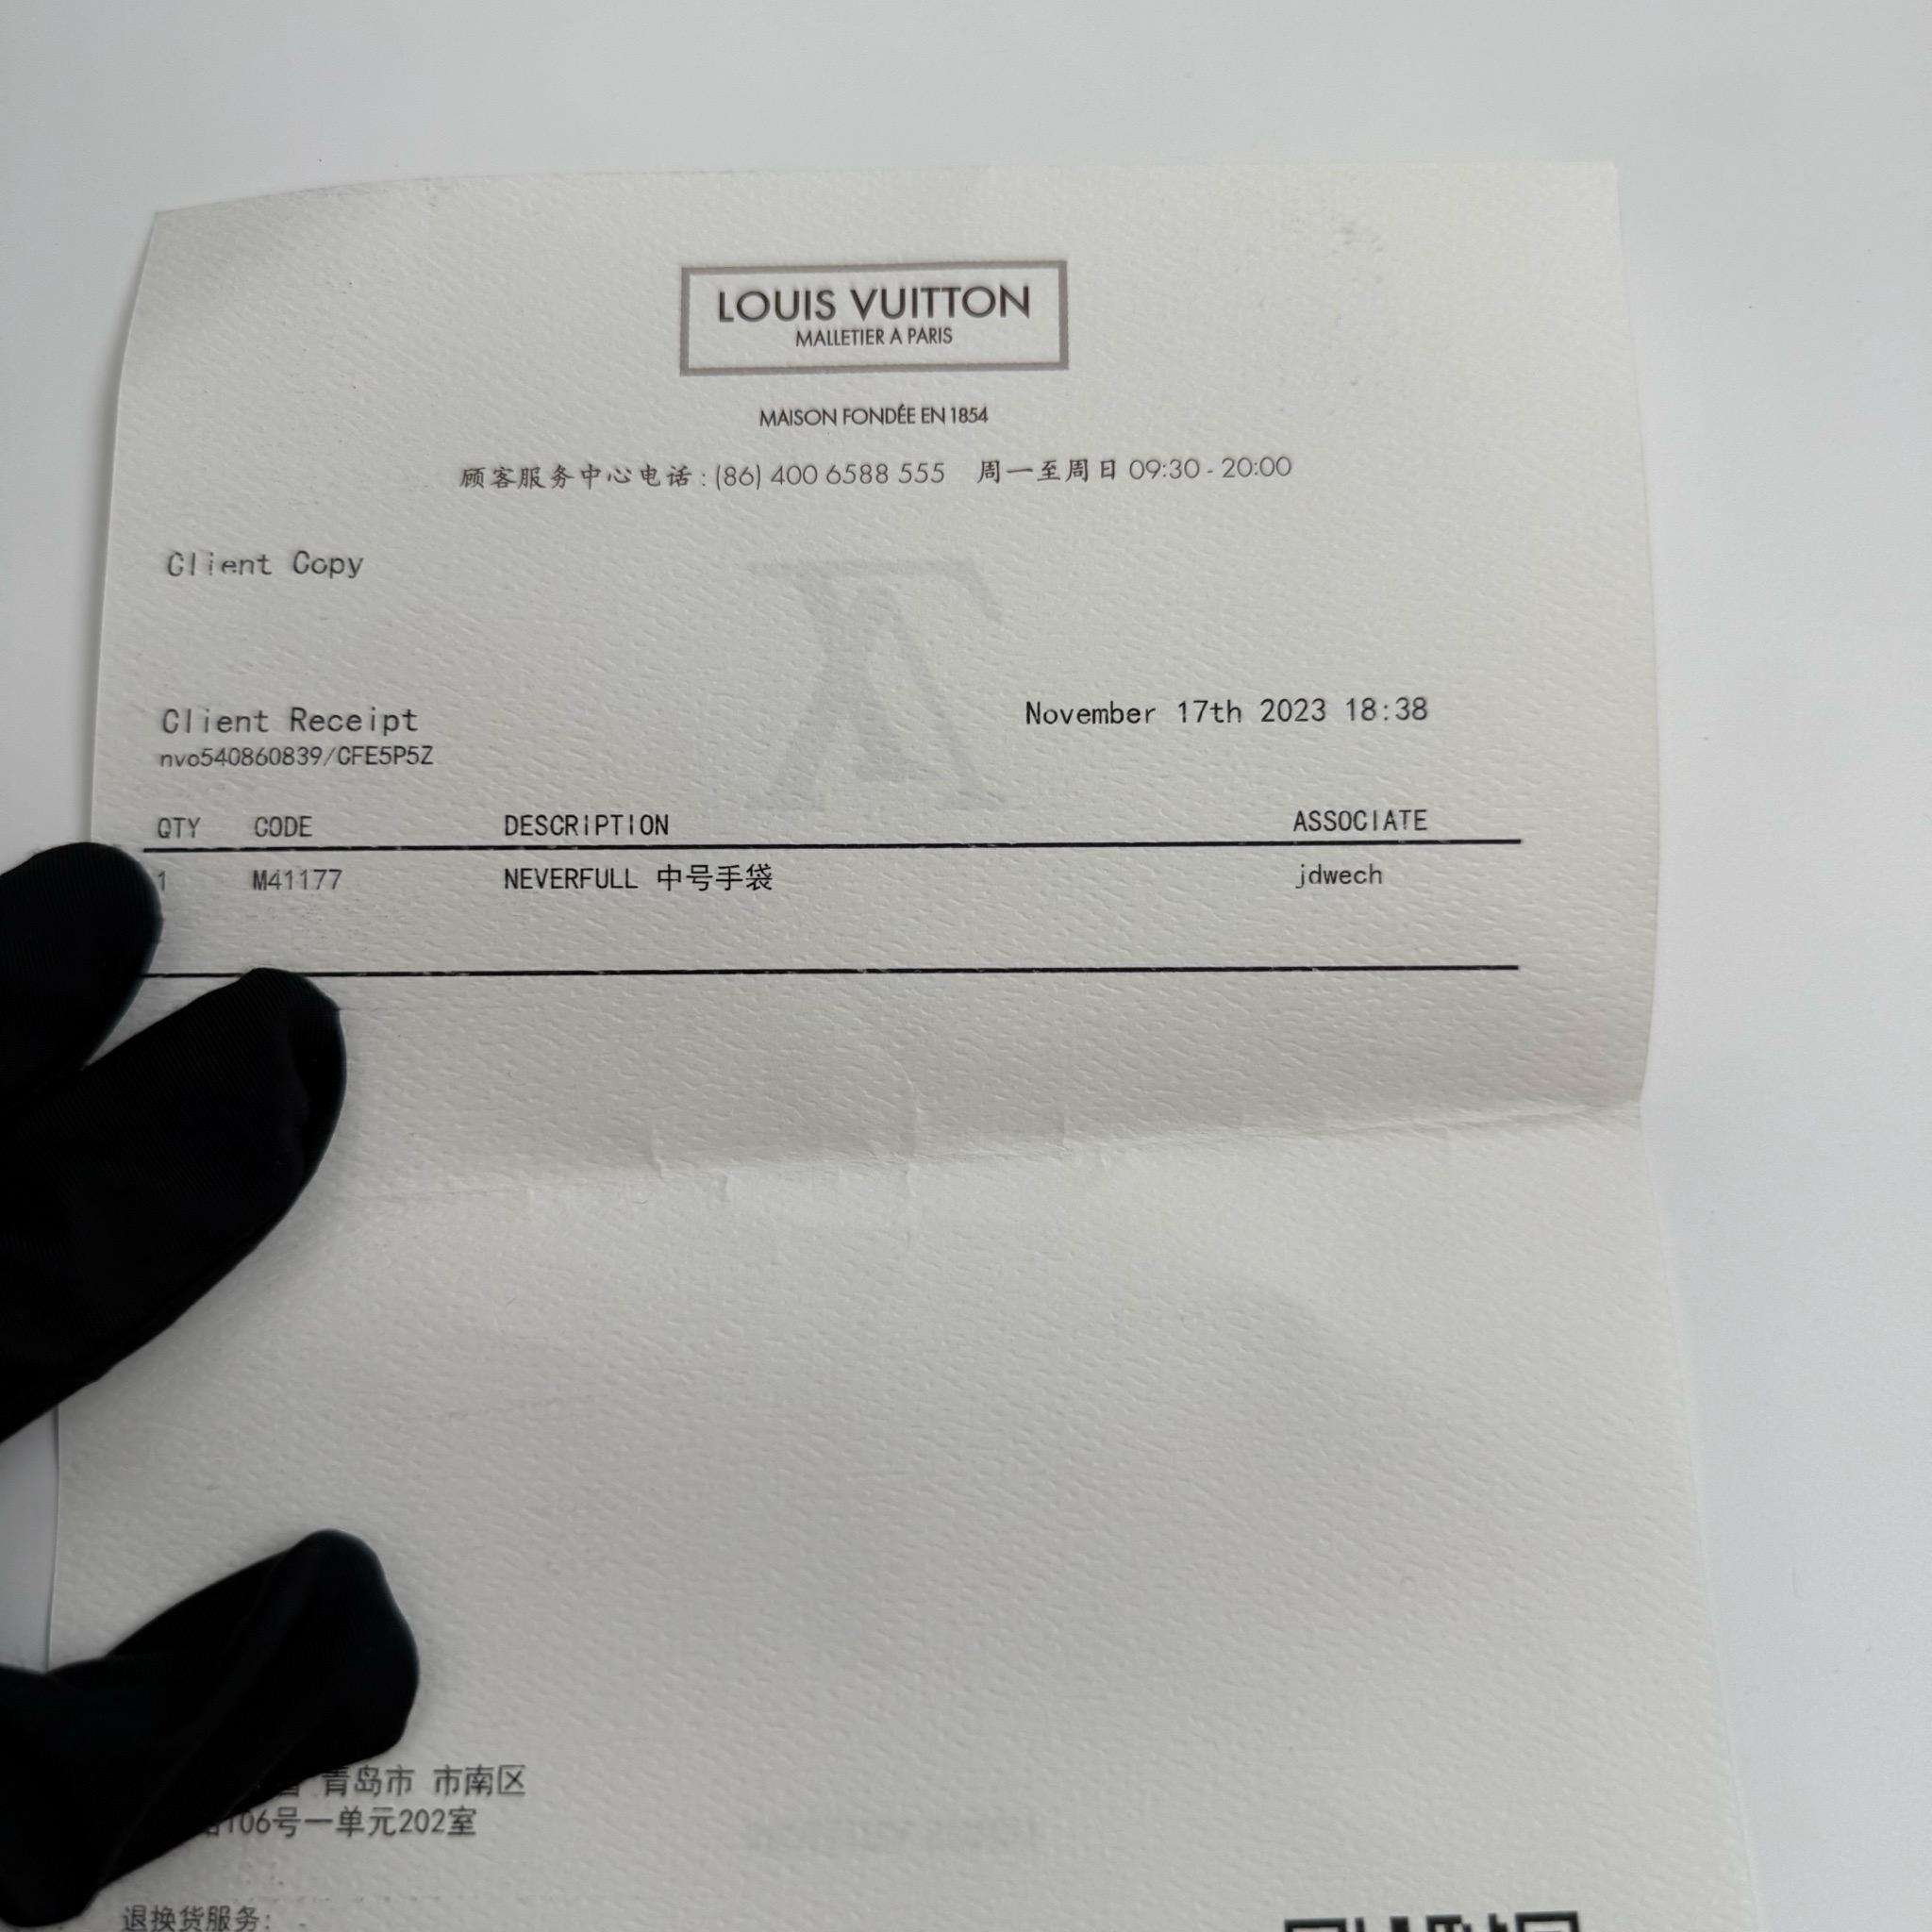 LOUIS VUITTON
MALLETIER A PARIS
MAISON FONDÉE EN 1854
顾客服务中心电话:(86) 400 6588 555 周一至周日 09:30 - 20:00
Client Copy
Client Receipt November 17th 2023 18:38
nvo540860839/CFE5P5Z
QTY CODE DESCRIPTION ASSOCIATE
1 M41177 NEVERFULL 中号手袋 jdwech
青岛市 市南区
106号一单元202室
退换货服务: